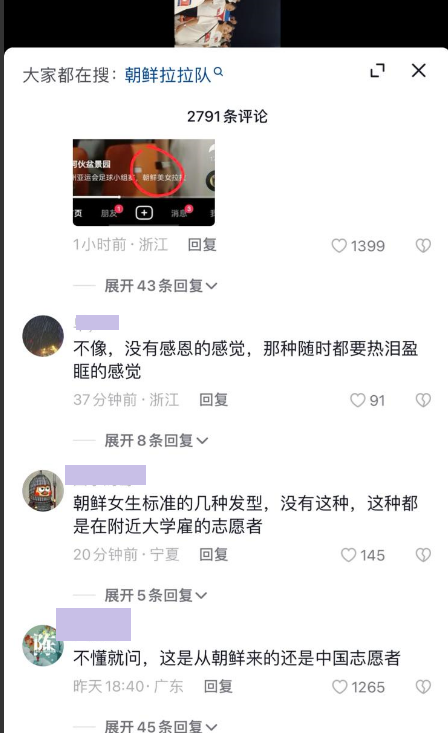 大家都在搜：朝鲜拉拉队
2791条评论
伙盆景园
州亚运会足球小组赛，朝鲜美女拉拉
页 朋友 1 消息 3
1小时前·浙江 回复 1399
展开43条回复
不像，没有感恩的感觉，那种随时都要热泪盈
眶的感觉
37分钟前·浙江 回复 91
展开8条回复
朝鲜女生标准的几种发型，没有这种，这种都
是在附近大学雇的志愿者
20分钟前·宁夏 回复 145
展开5条回复
陈
不懂就问，这是从朝鲜来的还是中国志愿者
昨天18:40·广东 回复 1265
展开45条回复